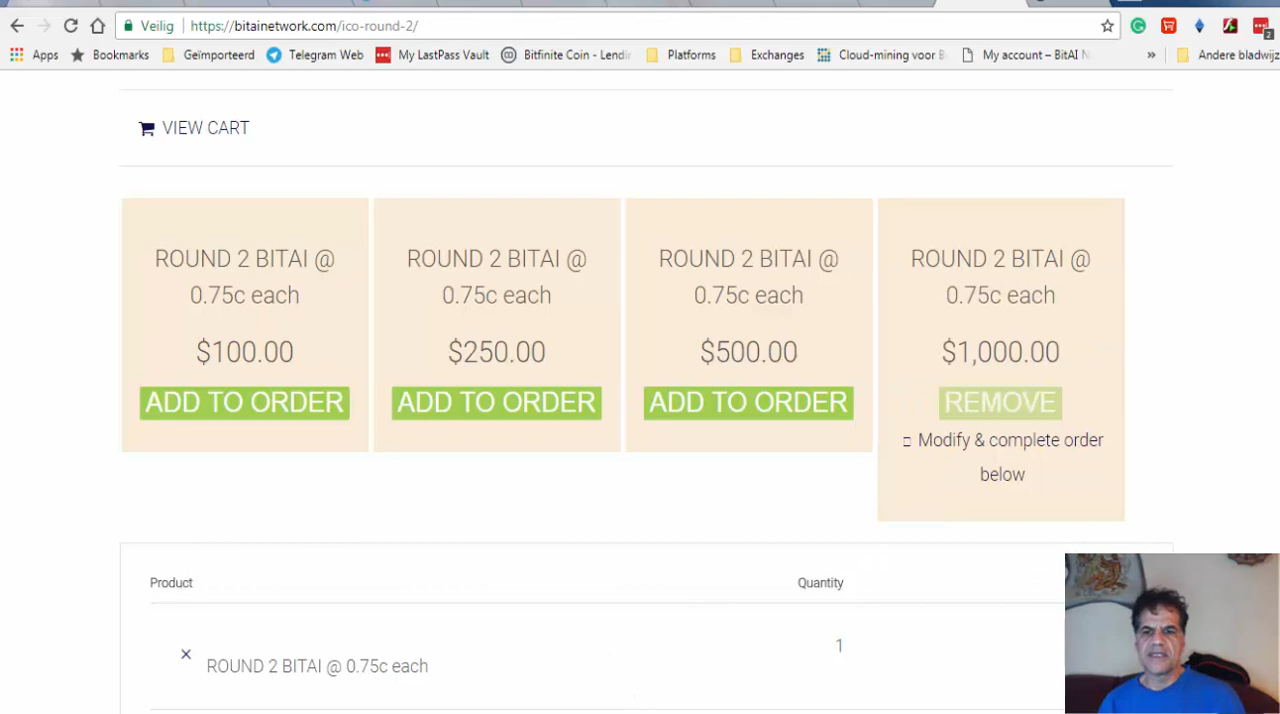 Veilig https://bitainetwork.com/ico-round-2/
Apps Bookmarks Geïmporteerd Telegram Web My LastPass Vault Bitfinite Coin - Lendin Platforms Exchanges Cloud-mining voor B My account – BitAI N » Andere bladwijz
2
VIEW CART
ROUND 2 BITAI @
0.75c each
$100.00
ADD TO ORDER
ROUND 2 BITAI @
0.75c each
$250.00
ADD TO ORDER
ROUND 2 BITAI @
0.75c each
$500.00
ADD TO ORDER
ROUND 2 BITAI @
0.75c each
$1,000.00
REMOVE
Modify & complete order
below
Product Quantity
× ROUND 2 BITAI @ 0.75c each 1